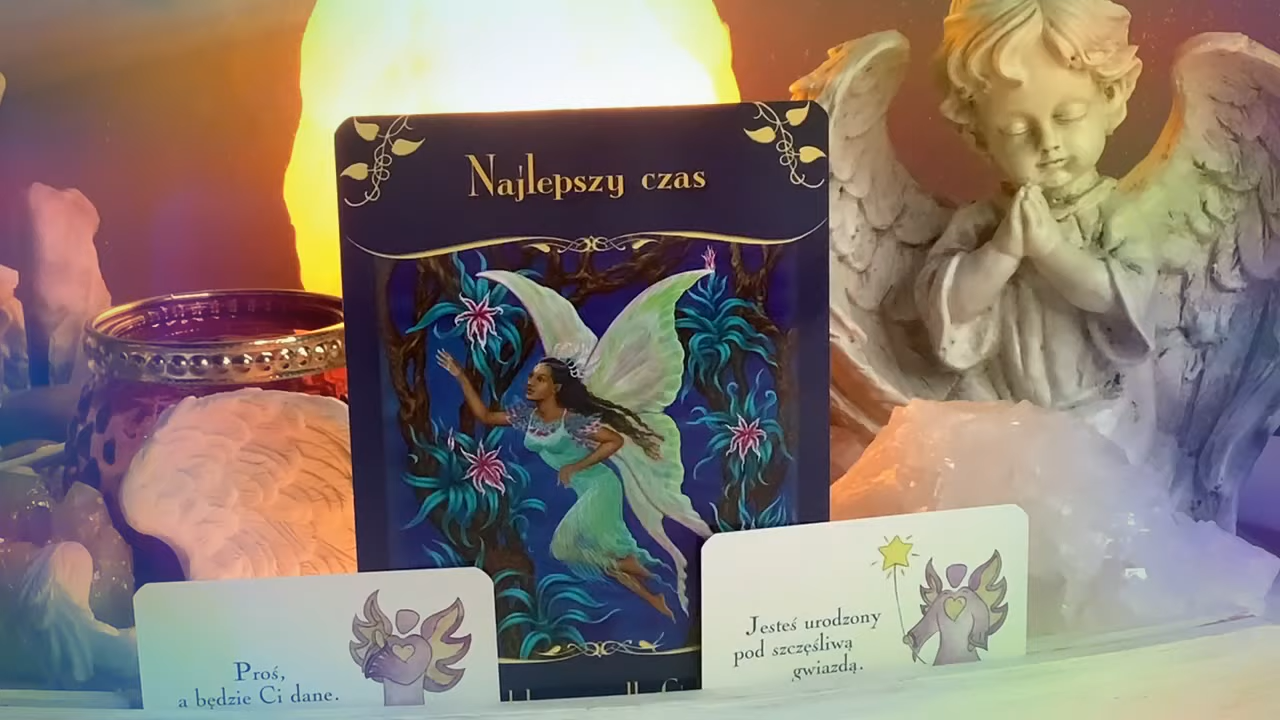 Najlepszy czas
Proś,
a będzie Ci dane.
Jesteś urodzony
pod szczęśliwą
gwiazdą.